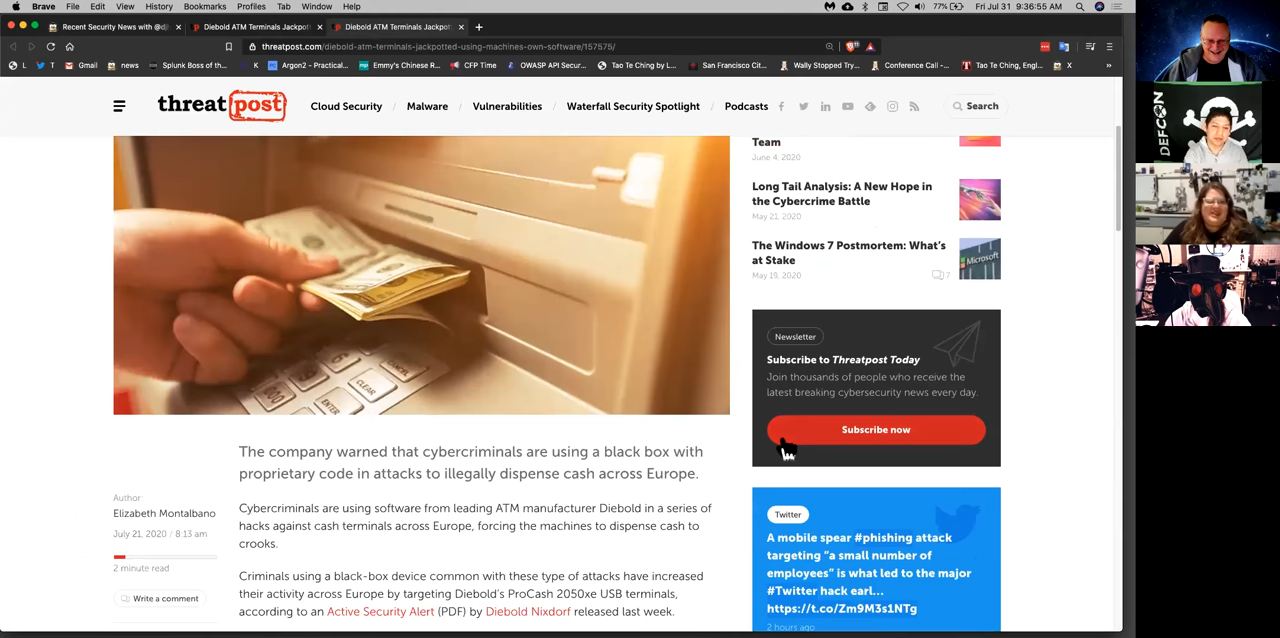 Brave File Edit View History Bookmarks Profiles Tab Window Help
77% Fri Jul 31 9:36:55 AM
Recent Security News with @dj
Diebold ATM Terminals Jackpot
Diebold ATM Terminals Jackpot
threatpost.com/diebold-atm-terminals-jackpotted-using-machines-own-software/157575/
L T Gmail news Splunk Boss of th... K Argon2 - Practical... Emmy's Chinese R... CFP Time OWASP API Secur... Tao Te Ching by L... San Francisco Cit... Wally Stopped Try... Conference Call -... Tao Te Ching, Engl... X
threatpost
Cloud Security / Malware / Vulnerabilities / Waterfall Security Spotlight / Podcasts
Search
Team
June 4, 2020
Long Tail Analysis: A New Hope in
the Cybercrime Battle
May 21, 2020
The Windows 7 Postmortem: What's
at Stake
May 19, 2020
7
Microsoft
CANCEL
CLEAR
ENTER
Newsletter
Subscribe to Threatpost Today
Join thousands of people who receive the
latest breaking cybersecurity news every day.
Subscribe now
The company warned that cybercriminals are using a black box with
proprietary code in attacks to illegally dispense cash across Europe.
Author:
Elizabeth Montalbano
July 21, 2020 / 8:13 am
2 minute read
Write a comment
Cybercriminals are using software from leading ATM manufacturer Diebold in a series of
hacks against cash terminals across Europe, forcing the machines to dispense cash to
crooks.
Criminals using a black-box device common with these type of attacks have increased
their activity across Europe by targeting Diebold's ProCash 2050xe USB terminals,
according to an Active Security Alert (PDF) by Diebold Nixdorf released last week.
Twitter
A mobile spear #phishing attack
targeting "a small number of
employees" is what led to the major
#Twitter hack earl...
https://t.co/Zm9M3s1NTg
2 hours ago
DEFCON